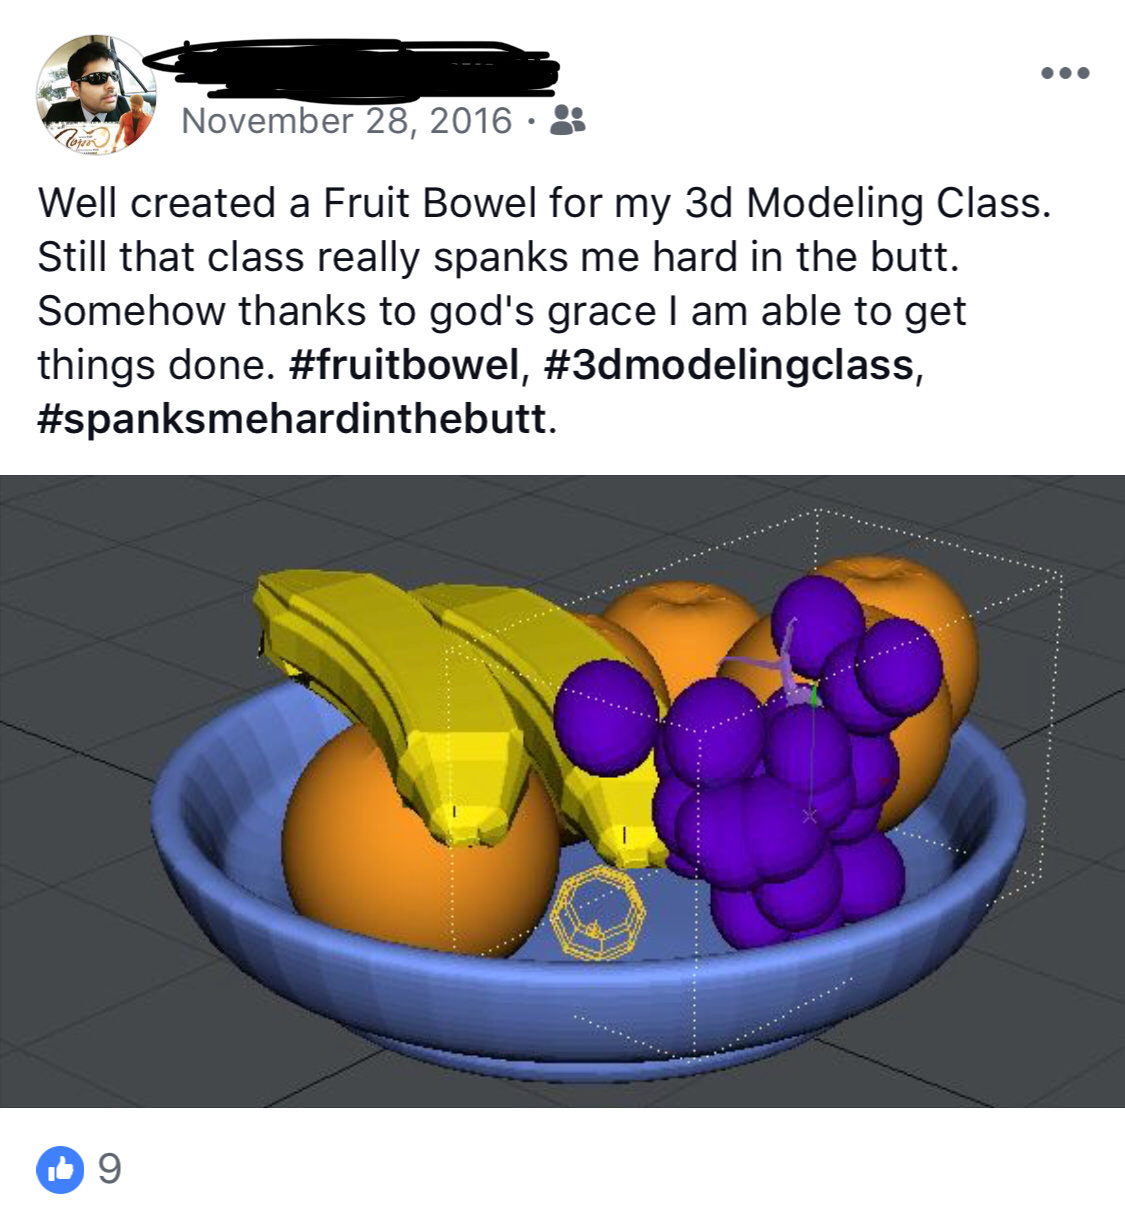 November 28, 2016 ·
Well created a Fruit Bowel for my 3d Modeling Class.
Still that class really spanks me hard in the butt.
Somehow thanks to god's grace I am able to get
things done. #fruitbowel, #3dmodelingclass,
#spanksmehardinthebutt.
9